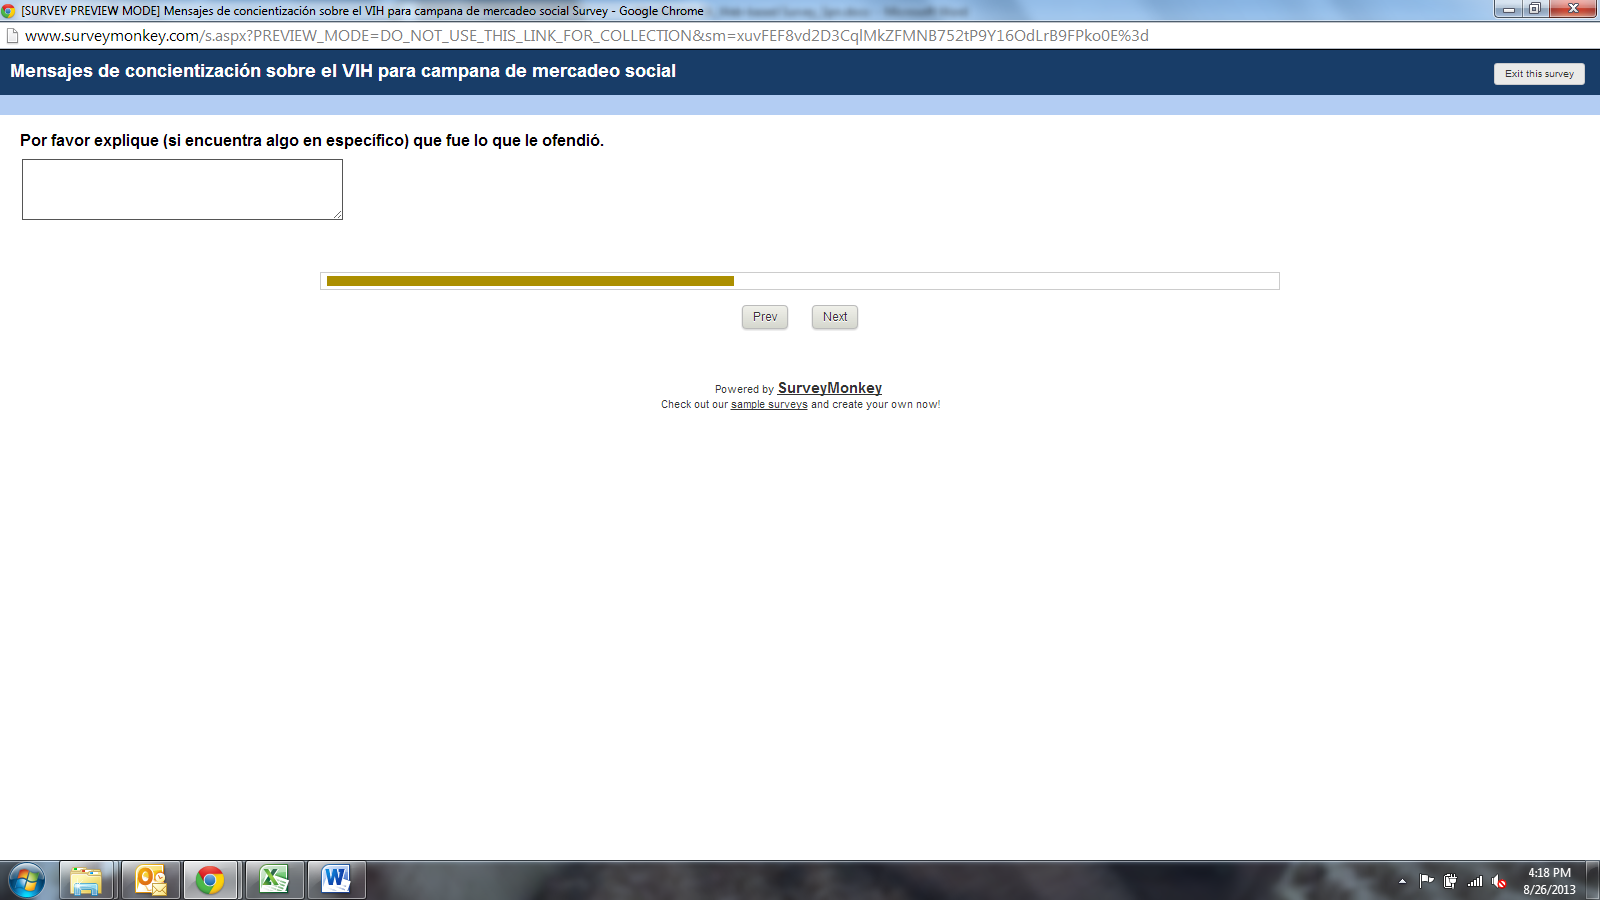 [SURVEY PREVIEW MODE] Mensajes de concientización sobre el VIH para campana de mercadeo social Survey - Google Chrome
www.surveymonkey.com/s.aspx?PREVIEW_MODE=DO_NOT_USE_THIS_LINK_FOR_COLLECTION&sm=xuvFEF8vd2D3CqlMkZFMNB752tP9Y16OdLrB9FPko0E%3d
Mensajes de concientización sobre el VIH para campana de mercadeo social
Exit this survey
Por favor explique (si encuentra algo en específico) que fue lo que le ofendió.
Prev Next
Powered by SurveyMonkey
Check out our sample surveys and create your own now!
4:18 PM
8/26/2013